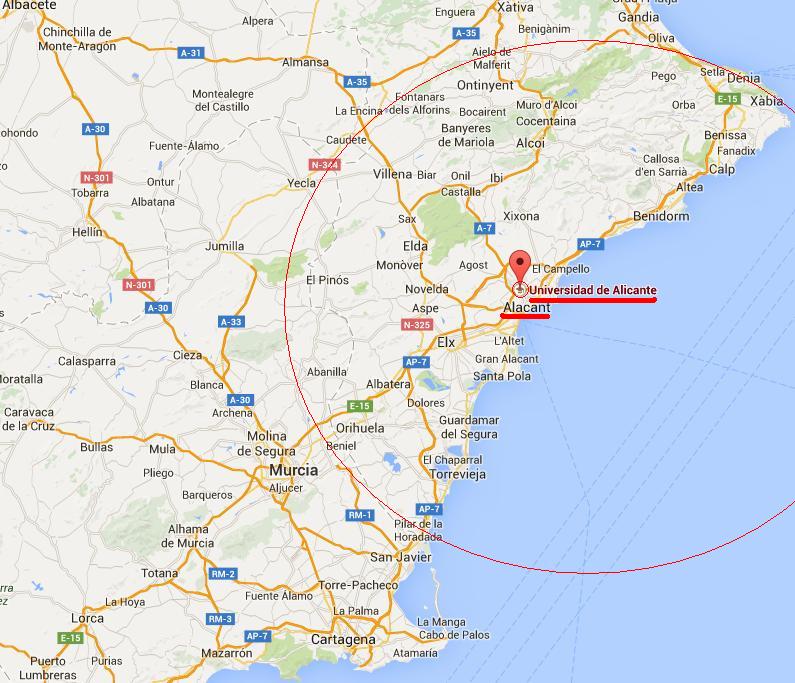 Albacete
Enguera
Xàtiva
Gandia
Chinchilla de
Monte-Aragón
Alpera
A-35
Benigànim
Oliva
A-31
Almansa
Aielo de
Malferit
A-35
Ontinyent
Pego
Setla
Dénia
Montealegre
del Castillo
Fontanars
dels Alforins
La Encina
Bocairent
Muro d'Alcoi
Cocentaina
Orba
E-15
Xàbia
A-30
Caudete
Banyeres
de Mariola
Alcoi
Benissa
Fuente-Álamo
Fanadix
N-344
Callosa
d'en Sarrià
Calp
N-301
Tobarra
Ontur
Albatana
Yecla
Villena
Biar
Onil
Ibi
Castalla
Altea
Sax
Xixona
Benidorm
Hellín
Jumilla
Elda
A-7
AP-7
Monòver
Agost
El Campello
N-301
El Pinós
Novelda
Universidad de Alicante
A-30
Aspe
Alacant
A-33
N-325
Elx
L'Altet
Calasparra
Cieza
AP-7
Gran Alacant
Abanilla
Albatera
Santa Pola
Blanca
Archena
A-30
E-15
Dolores
Caravaca
de la Cruz
Orihuela
Guardamar
del Segura
Bullas
Mula
Molina
de Segura
Beniel
Pliego
Murcia
El Chaparral
Torrevieja
Barqueros
Aljucer
RM-1
AP-7
Alhama
de Murcia
Pilar de la
Horadada
San Javier
Totana
RM-2
Torre-Pacheco
La Hoya
Fuente Álamo
Lorca
RM-3
La Palma
La Manga
E-15
AP-7
Cartagena
Cabo de Palos
Puerto
Lumbreras
Purias
Mazarrón
Atamaría